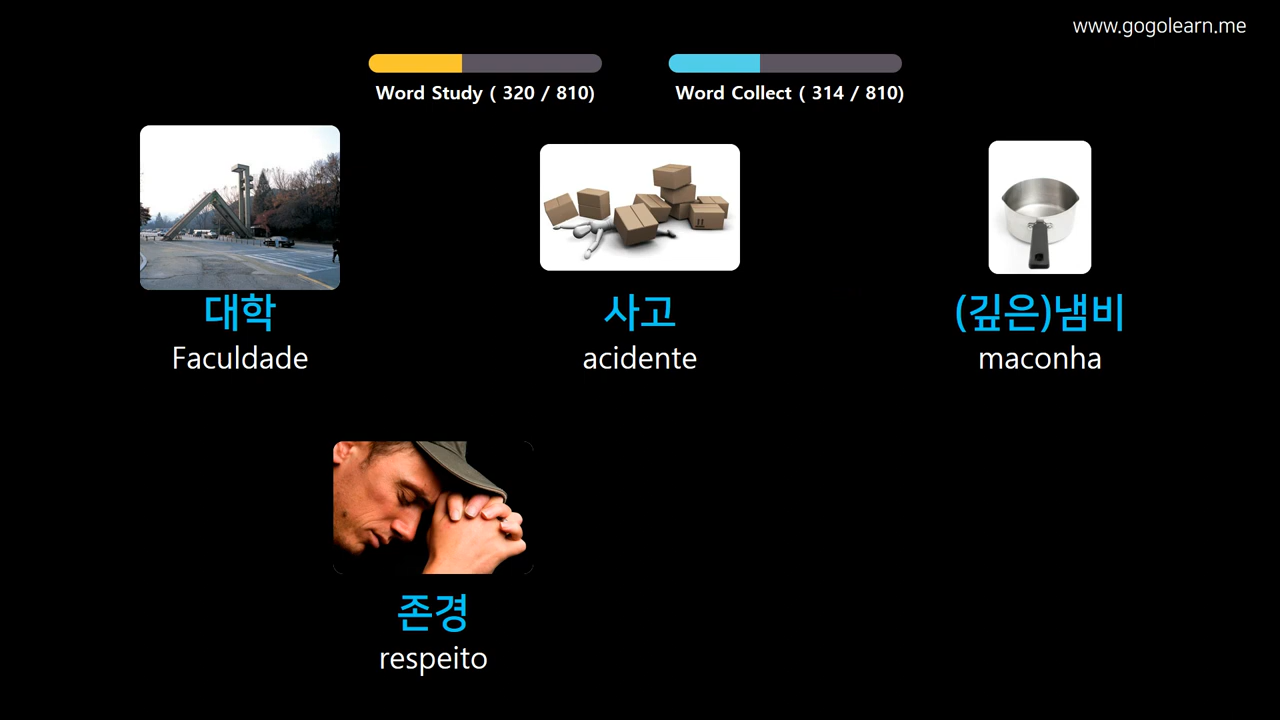 www.gogolearn.me
Word Study ( 320 / 810)
Word Collect ( 314 / 810)
대학
Faculdade
사고
acidente
(깊은)냄비
maconha
존경
respeito